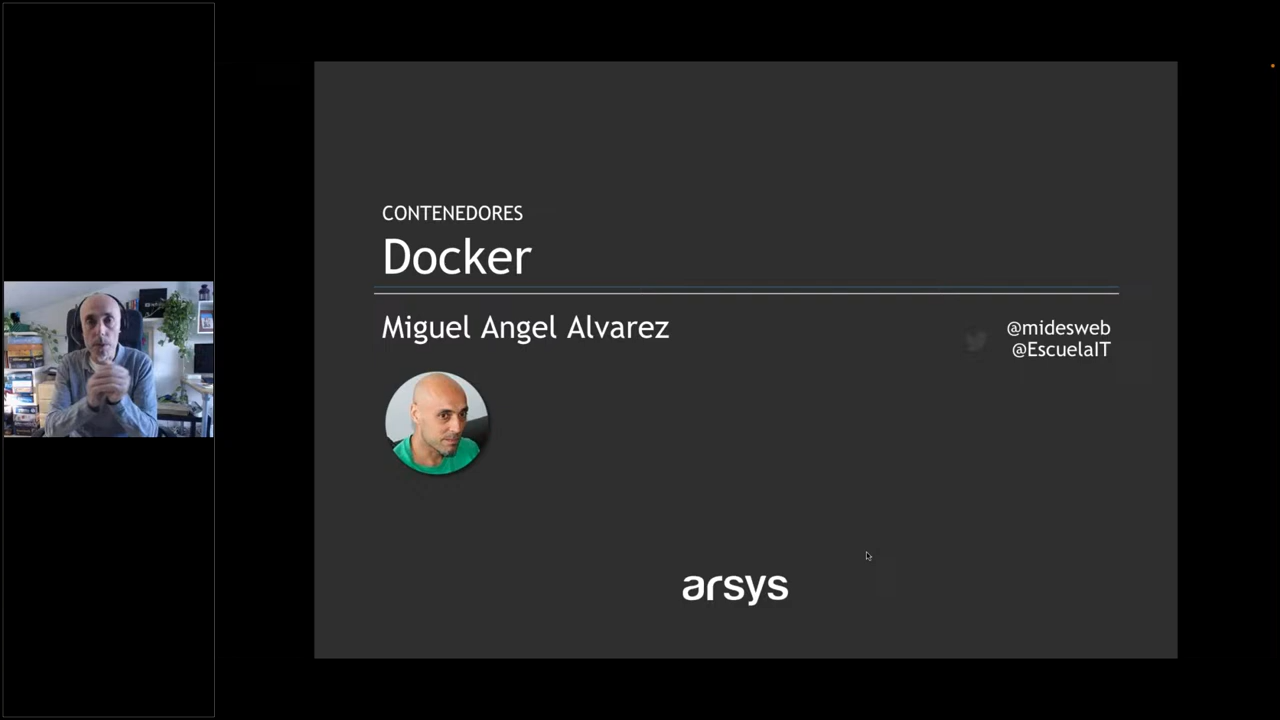 CONTENEDORES
Docker
Miguel Angel Alvarez
@midesweb
@EscuelaIT
arsys